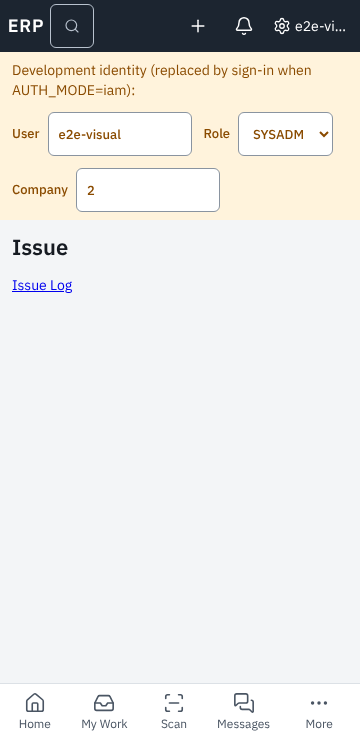 ERP
e2e-vi...
Development identity (replaced by sign-in when
AUTH_MODE=iam):
User e2e-visual Role SYSADM
Company 2
Issue
Issue Log
Home My Work Scan Messages More